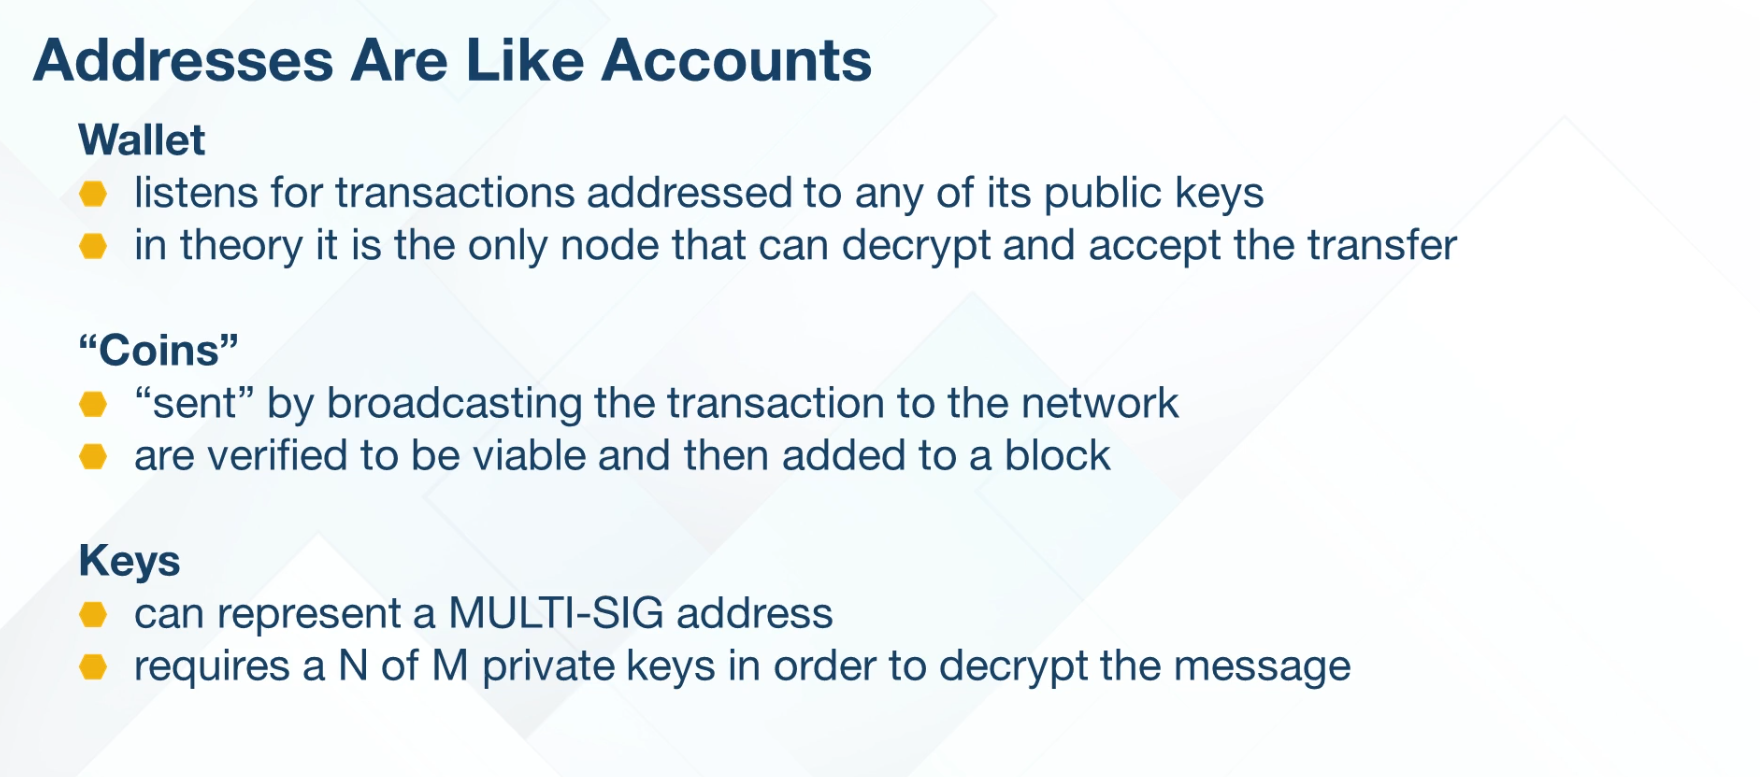 Addresses Are Like Accounts
Wallet
listens for transactions addressed to any of its public keys
in theory it is the only node that can decrypt and accept the transfer
“Coins”
“sent” by broadcasting the transaction to the network
are verified to be viable and then added to a block
Keys
can represent a MULTI-SIG address
requires a N of M private keys in order to decrypt the message